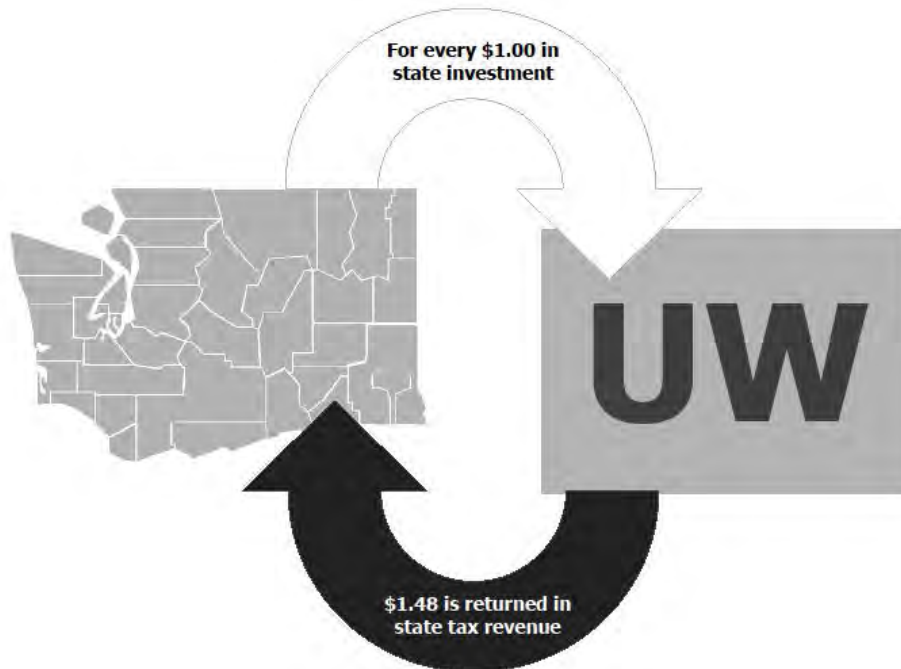 For every $1.00 in
state investment
UW
$1.48 is returned in
state tax revenue